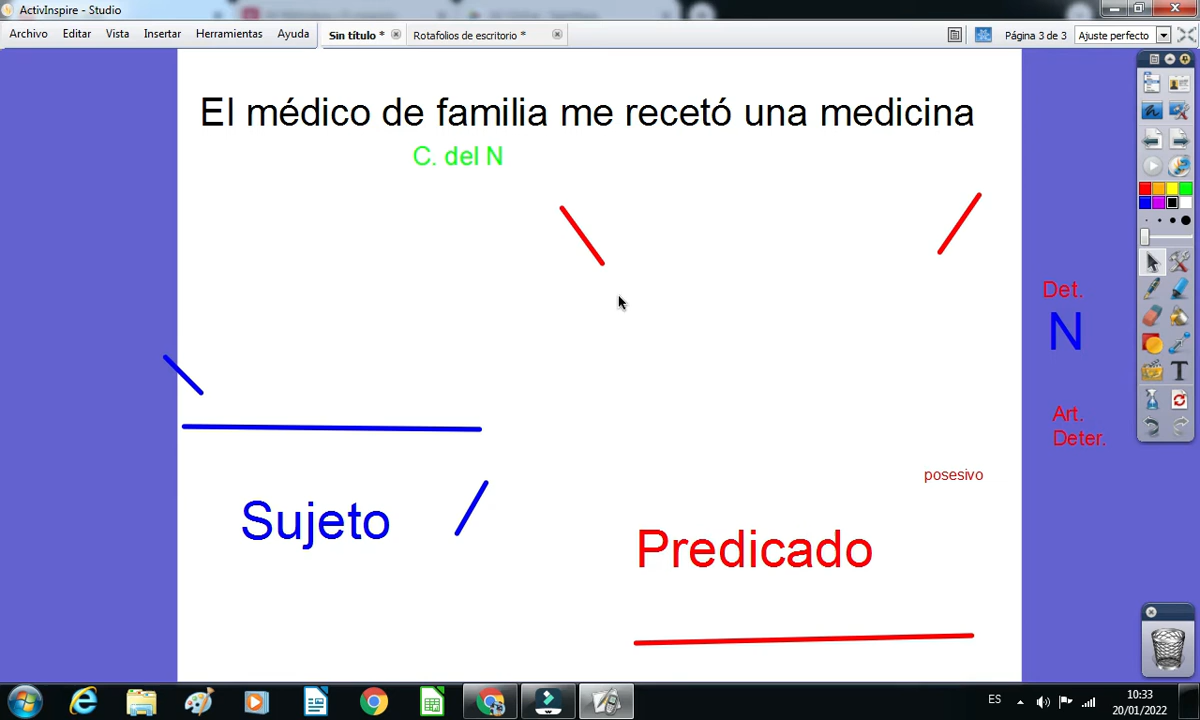 ActivInspire - Studio
Archivo Editar Vista Insertar Herramientas Ayuda Sin título * Rotafolios de escritorio * Página 3 de 3 Ajuste perfecto
El médico de familia me recetó una medicina
C. del N
Det.
N
Art.
Deter.
posesivo
Sujeto
Predicado
T
ES 10:33
20/01/2022